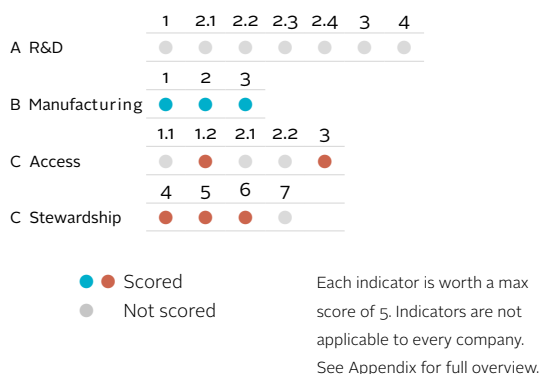 1 2.1 2.2 2.3 2.4 3 4
A R&D
1 2 3
B Manufacturing
1.1 1.2 2.1 2.2 3
C Access
4 5 6 7
C Stewardship
Scored
Not scored
Each indicator is worth a max
score of 5. Indicators are not
applicable to every company.
See Appendix for full overview.